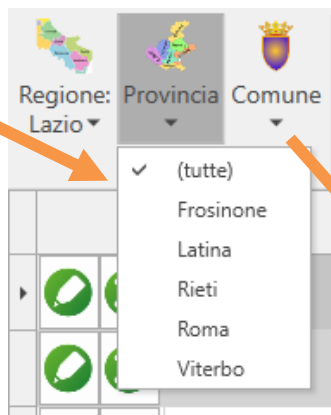 Regione: Provincia Comune
Lazio
(tutte)
Frosinone
Latina
Rieti
Roma
Viterbo